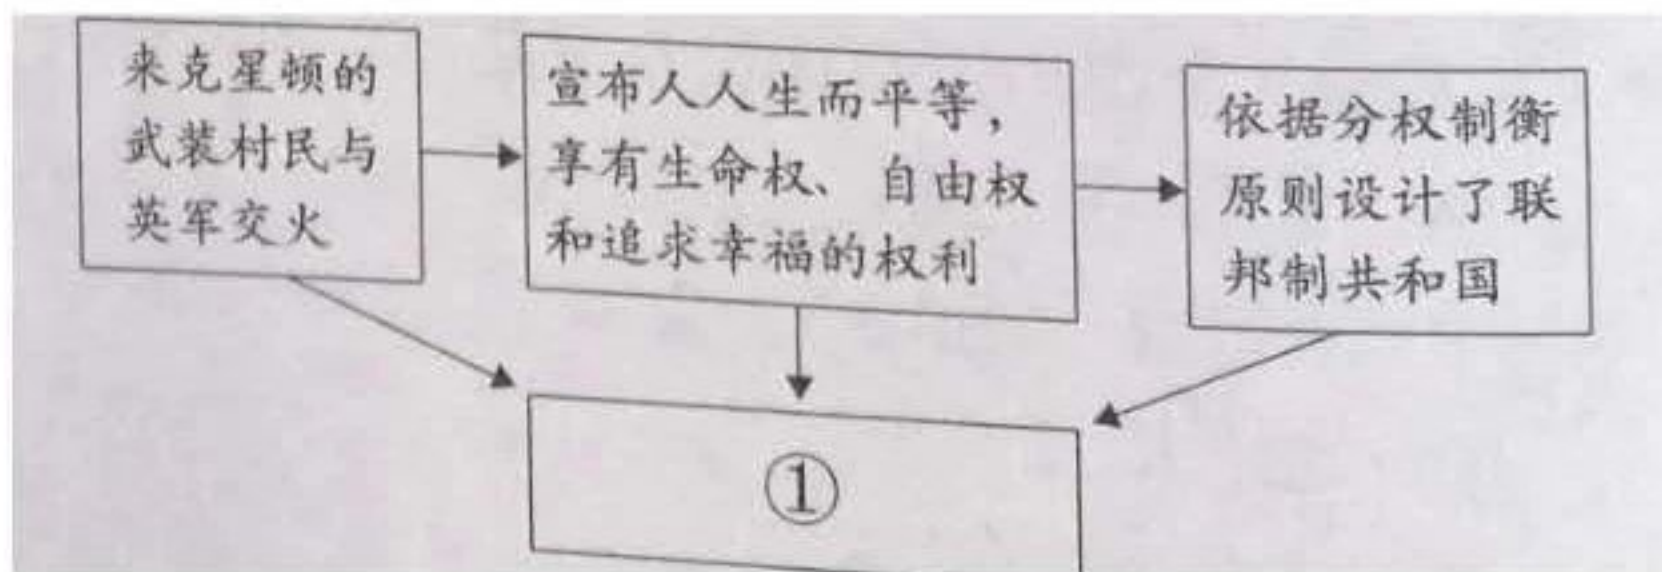 来克星顿的
武装村民与
英军交火
宣布人人生而平等，
享有生命权、自由权
和追求幸福的权利
依据分权制衡
原则设计了联
邦制共和国
①